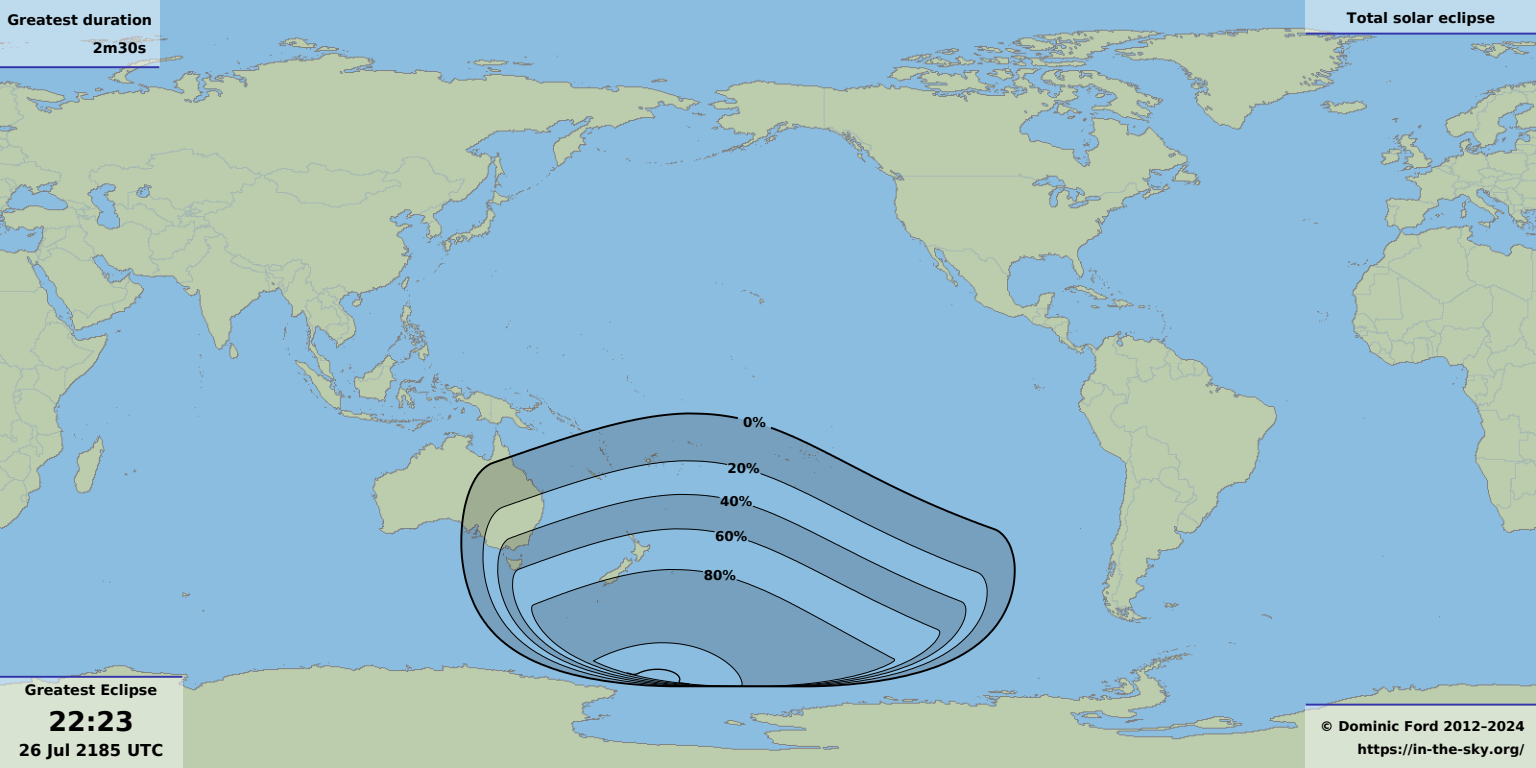 Greatest duration
2m30s
Total solar eclipse
0%
20%
40%
60%
80%
Greatest Eclipse
22:23
26 Jul 2185 UTC
© Dominic Ford 2012–2024
https://in-the-sky.org/